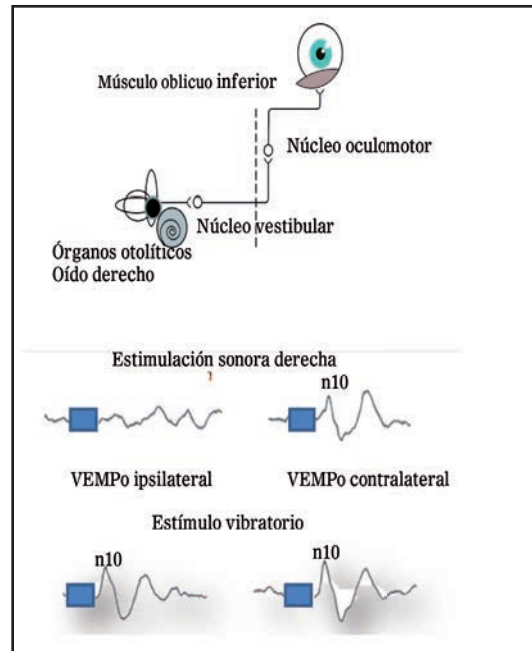 Músculo oblicuo inferior
Núcleo oculomotor
Núcleo vestibular
Órganos otolíticos
Oído derecho
Estimulación sonora derecha
n10
VEMPo ipsilateral
VEMPo contralateral
Estímulo vibratorio
n10
n10